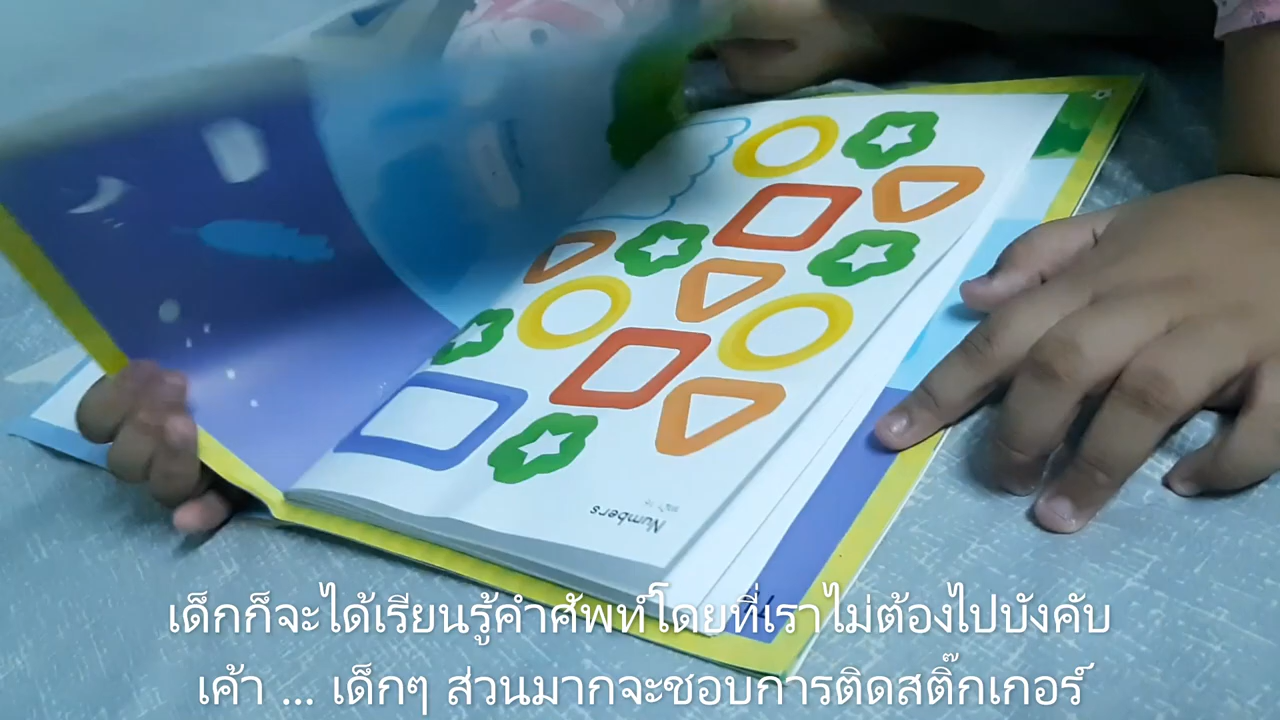 Numbers
เด็กก็จะได้เรียนรู้คำศัพท์โดยที่เราไม่ต้องไปบังคับ
เค้า ... เด็กๆ ส่วนมากจะชอบการติดสติ๊กเกอร์